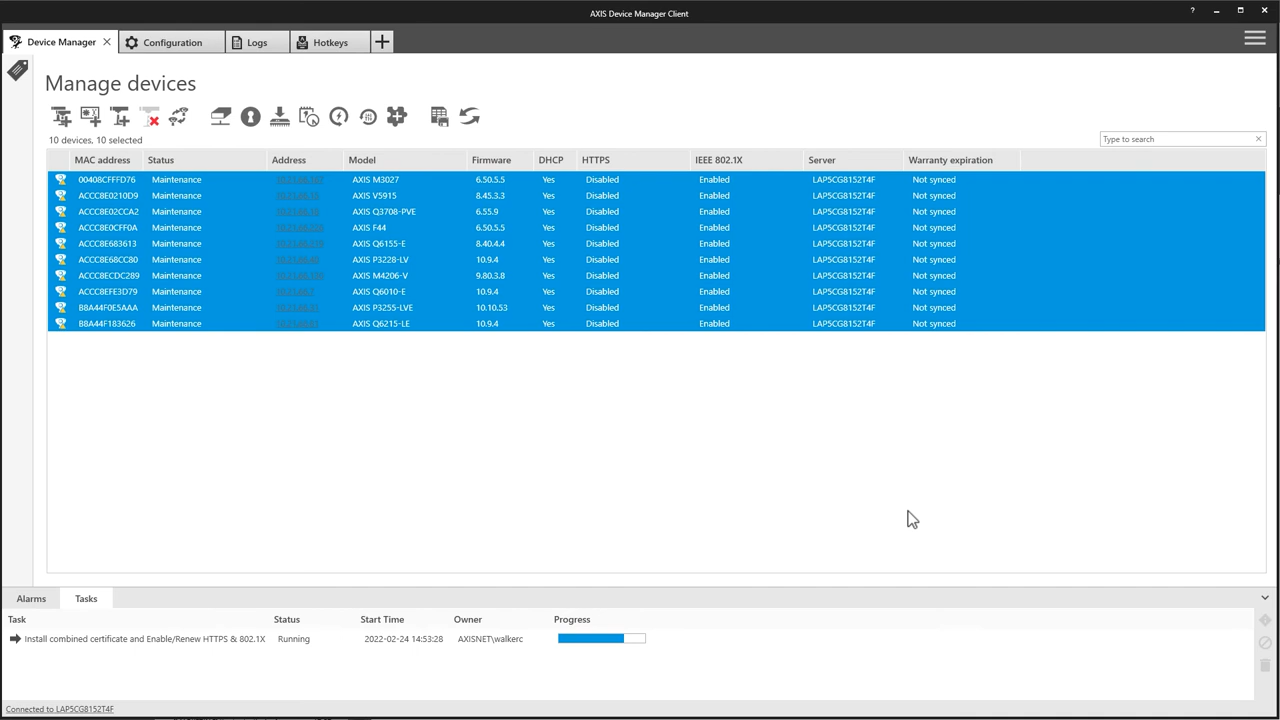 AXIS Device Manager Client
?
Device Manager Configuration Logs Hotkeys
Manage devices
10 devices, 10 selected
Type to search
MAC address Status Address Model Firmware DHCP HTTPS IEEE 802.1X Server Warranty expiration
00408CFFFD76 Maintenance AXIS M3027 6.50.5.5 Yes Disabled Enabled LAP5CG8152T4F Not synced
ACCC8E0210D9 Maintenance AXIS V5915 8.45.3.3 Yes Disabled Enabled LAP5CG8152T4F Not synced
ACCC8E02CCA2 Maintenance AXIS Q3708-PVE 6.55.9 Yes Disabled Enabled LAP5CG8152T4F Not synced
ACCC8E0CFF0A Maintenance AXIS F44 6.50.5.5 Yes Disabled Enabled LAP5CG8152T4F Not synced
ACCC8E683613 Maintenance AXIS Q6155-E 8.40.4.4 Yes Disabled Enabled LAP5CG8152T4F Not synced
ACCC8E68CC80 Maintenance AXIS P3228-LV 10.9.4 Yes Disabled Enabled LAP5CG8152T4F Not synced
ACCC8ECDC289 Maintenance AXIS M4206-V 9.80.3.8 Yes Disabled Enabled LAP5CG8152T4F Not synced
ACCC8EFE3D79 Maintenance AXIS Q6010-E 10.9.4 Yes Disabled Enabled LAP5CG8152T4F Not synced
B8A44F0E5AAA Maintenance AXIS P3255-LVE 10.10.53 Yes Disabled Enabled LAP5CG8152T4F Not synced
B8A44F183626 Maintenance AXIS Q6215-LE 10.9.4 Yes Disabled Enabled LAP5CG8152T4F Not synced
Alarms Tasks
Task Status Start Time Owner Progress
Install combined certificate and Enable/Renew HTTPS & 802.1X Running 2022-02-24 14:53:28 AXISNET\walkerc
Connected to LAP5CG8152T4F